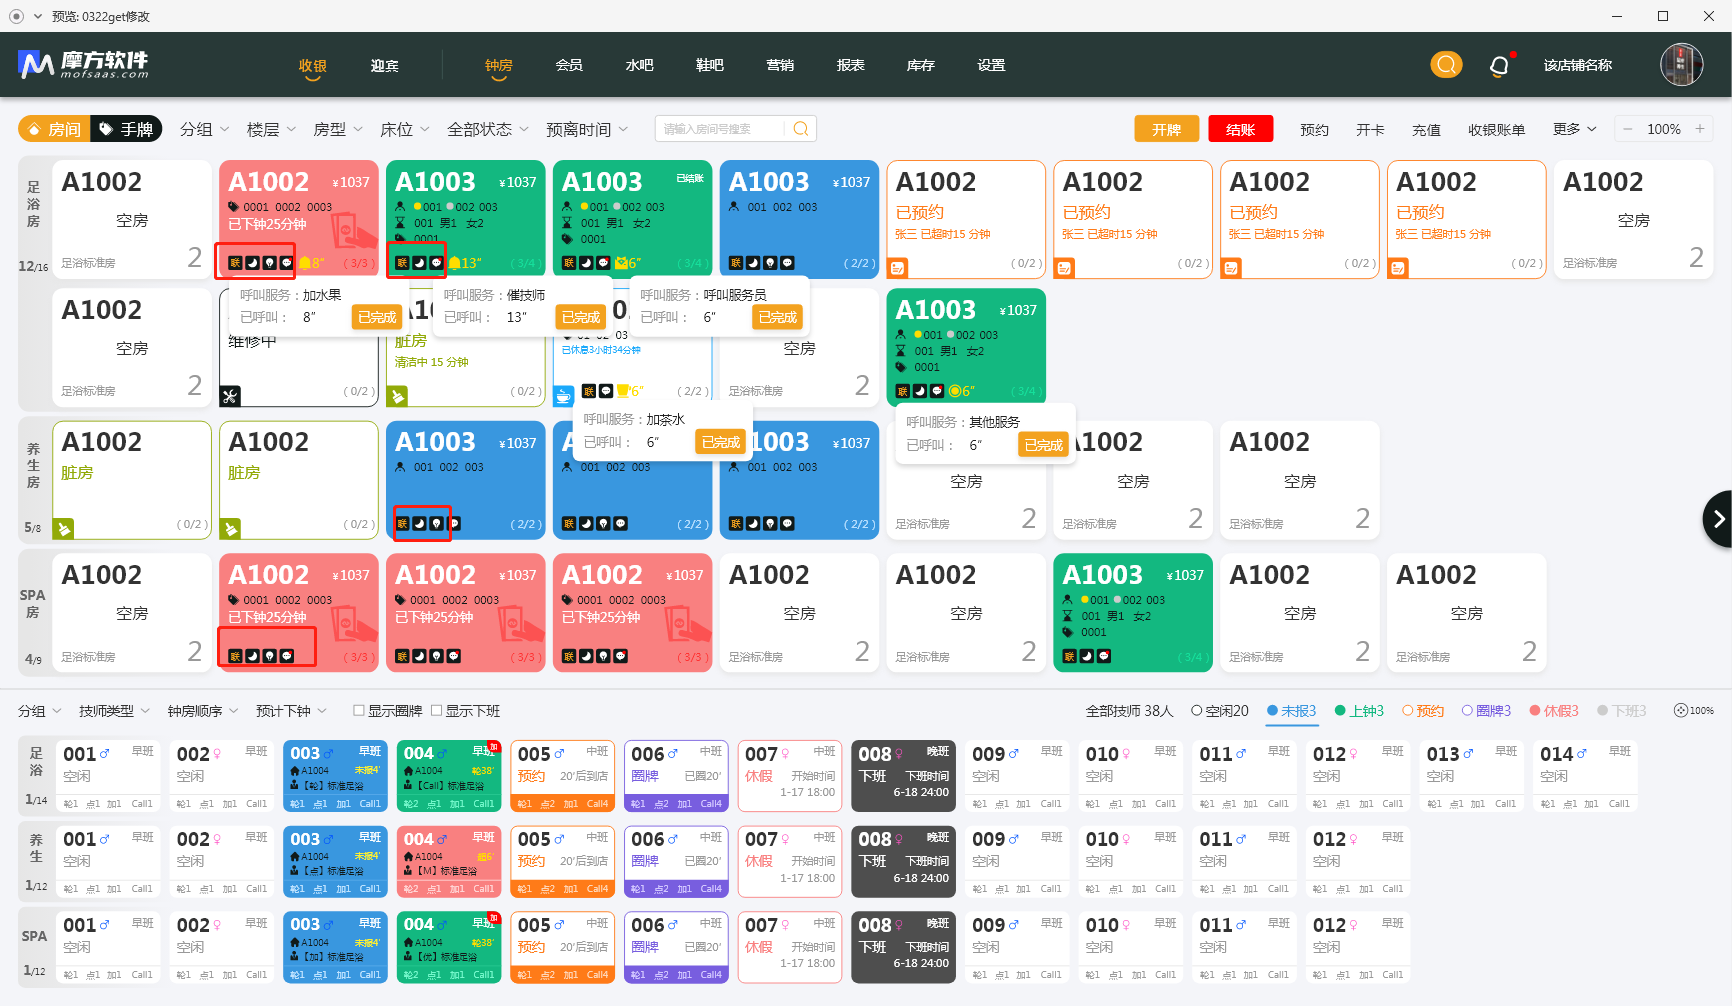 预览: 0322get修改
摩方软件
mofsaas.com
收银 迎宾 钟房 会员 水吧 鞋吧 营销 报表 库存 设置 该店铺名称
房间 手牌 分组 楼层 房型 床位 全部状态 预离时间 请输入房间号搜索 开牌 结账 预约 开卡 充值 收银账单 更多 − 100% +
足浴房 12/16
A1002 空房 足浴标准房 2
A1002 ¥1037 0001 0002 0003 已下钟25分钟 联 8″ (3/3)
A1003 ¥1037 001 002 003 001 男1 女2 0001 联 13″ (3/4)
A1003 已结账 001 002 003 001 男1 女2 0001 联 6″ (3/4)
A1003 ¥1037 001 002 003 联 (2/2)
A1002 已预约 张三 已超时15 分钟 (0/2)
A1002 已预约 张三 已超时15 分钟 (0/2)
A1002 已预约 张三 已超时15 分钟 (0/2)
A1002 已预约 张三 已超时15 分钟 (0/2)
A1002 空房 足浴标准房 2
呼叫服务：加水果
已呼叫： 8″ 已完成
呼叫服务：催技师
已呼叫： 13″ 已完成
呼叫服务：呼叫服务员
已呼叫： 6″ 已完成
A1002 空房 足浴标准房 2
维修中 (0/2)
脏房 清洁中 15 分钟 (0/2)
已休息3小时34分钟 联 6″ (2/2)
空房 足浴标准房 2
A1003 ¥1037 001 002 003 001 男1 女2 0001 联 6″ (3/4)
呼叫服务：加茶水
已呼叫： 6″ 已完成
呼叫服务：其他服务
已呼叫： 6″ 已完成
养生房 5/8
A1002 脏房 (0/2)
A1002 脏房 (0/2)
A1003 ¥1037 001 002 003 联 (2/2)
001 002 003 联 (2/2)
1003 ¥1037 001 002 003 联 (2/2)
空房 足浴标准房 2
1002 空房 足浴标准房 2
A1002 空房 足浴标准房 2
SPA房 4/9
A1002 空房 足浴标准房 2
A1002 ¥1037 0001 0002 0003 已下钟25分钟 联 (3/3)
A1002 ¥1037 0001 0002 0003 已下钟25分钟 联 (3/3)
A1002 ¥1037 0001 0002 0003 已下钟25分钟 联 (3/3)
A1002 空房 足浴标准房 2
A1002 空房 足浴标准房 2
A1003 ¥1037 001 002 003 001 男1 女2 0001 联 (3/4)
A1002 空房 足浴标准房 2
A1002 空房 足浴标准房 2
分组 技师类型 钟房顺序 预计下钟 显示圈牌 显示下班 全部技师 38人 空闲20 未报3 上钟3 预约 圈牌3 休假3 下班3 100%
足浴 1/14
001♂ 早班 空闲 轮1 点1 加1 Call1
002♀ 早班 空闲 轮1 点1 加1 Call1
003♂ 早班 A1004 未报4′ 【轮】标准足浴 轮1 点1 加1 Call1
004♂ 早班 加 A1004 轮38′ 【Call】标准足浴 轮2 点1 加1 Call1
005♂ 中班 预约 20′后到店 轮1 点2 加1 Call4
006♂ 中班 圈牌 已圈20′ 轮1 点2 加1 Call4
007♀ 中班 休假 开始时间 1-17 18:00
008♀ 晚班 下班 下班时间 6-18 24:00
009♂ 早班 空闲 轮1 点1 加1 Call1
010♀ 早班 空闲 轮1 点1 加1 Call1
011♂ 早班 空闲 轮1 点1 加1 Call1
012♀ 早班 空闲 轮1 点1 加1 Call1
013♂ 早班 空闲 轮1 点1 加1 Call1
014♂ 早班 空闲 轮1 点1 加1 Call1
养生 1/12
001♂ 早班 空闲 轮1 点1 加1 Call1
002♀ 早班 空闲 轮1 点1 加1 Call1
003♂ 早班 A1004 未报4′ 【点】标准足浴 轮1 点1 加1 Call1
004♂ 早班 A1004 超6′ 【M】标准足浴 轮2 点1 加1 Call1
005♂ 中班 预约 20′后到店 轮1 点2 加1 Call4
006♂ 中班 圈牌 已圈20′ 轮1 点2 加1 Call4
007♀ 中班 休假 开始时间 1-17 18:00
008♀ 晚班 下班 下班时间 6-18 24:00
009♂ 早班 空闲 轮1 点1 加1 Call1
010♀ 早班 空闲 轮1 点1 加1 Call1
011♂ 早班 空闲 轮1 点1 加1 Call1
012♀ 早班 空闲 轮1 点1 加1 Call1
SPA 1/12
001♂ 早班 空闲 轮1 点1 加1 Call1
002♀ 早班 空闲 轮1 点1 加1 Call1
003♂ 早班 A1004 未报4′ 【加】标准足浴 轮1 点1 加1 Call1
004♂ 早班 加 A1004 轮38′ 【优】标准足浴 轮2 点1 加1 Call1
005♂ 中班 预约 20′后到店 轮1 点2 加1 Call4
006♂ 中班 圈牌 已圈20′ 轮1 点2 加1 Call4
007♀ 中班 休假 开始时间 1-17 18:00
008♀ 晚班 下班 下班时间 6-18 24:00
009♂ 早班 空闲 轮1 点1 加1 Call1
010♀ 早班 空闲 轮1 点1 加1 Call1
011♂ 早班 空闲 轮1 点1 加1 Call1
012♀ 早班 空闲 轮1 点1 加1 Call1